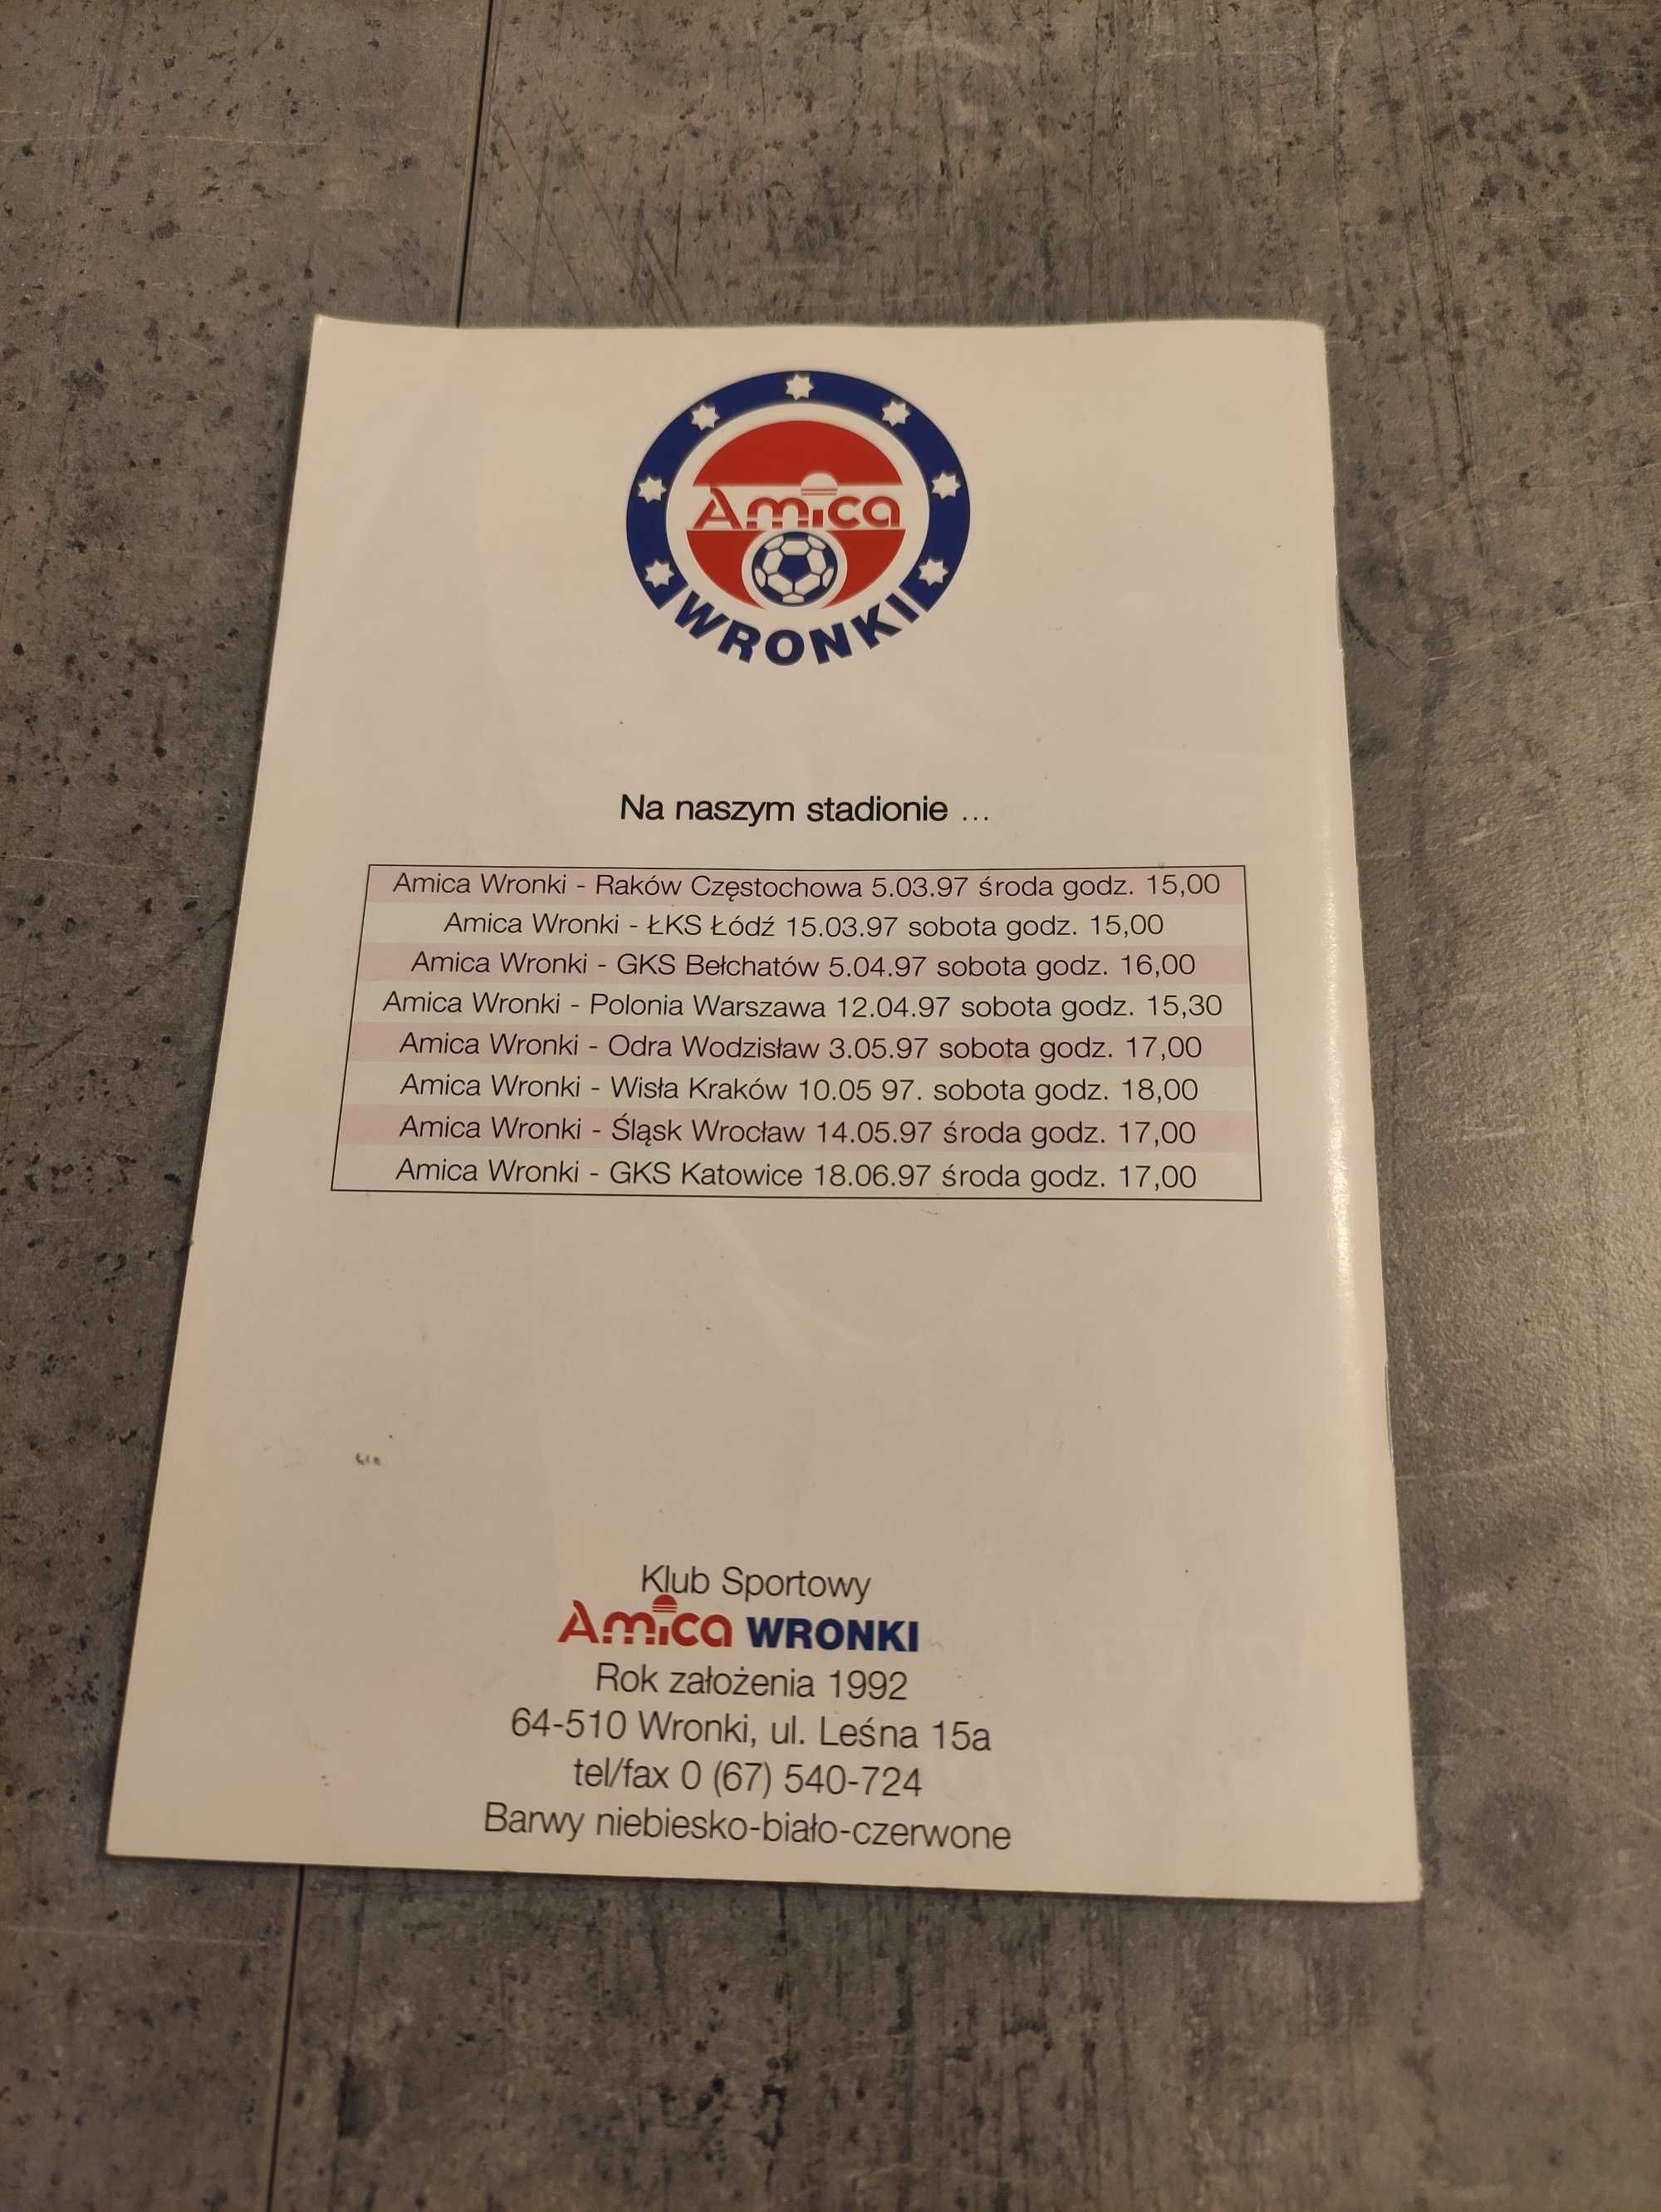 Amica
WRONKI
Na naszym stadionie ...
Amica Wronki - Raków Częstochowa 5.03.97 środa godz. 15,00
Amica Wronki - ŁKS Łódź 15.03.97 sobota godz. 15,00
Amica Wronki - GKS Bełchatów 5.04.97 sobota godz. 16,00
Amica Wronki - Polonia Warszawa 12.04.97 sobota godz. 15,30
Amica Wronki - Odra Wodzisław 3.05.97 sobota godz. 17,00
Amica Wronki - Wisła Kraków 10.05 97. sobota godz. 18,00
Amica Wronki - Śląsk Wrocław 14.05.97 środa godz. 17,00
Amica Wronki - GKS Katowice 18.06.97 środa godz. 17,00
Klub Sportowy
Amica WRONKI
Rok założenia 1992
64-510 Wronki, ul. Leśna 15a
tel/fax 0 (67) 540-724
Barwy niebiesko-biało-czerwone